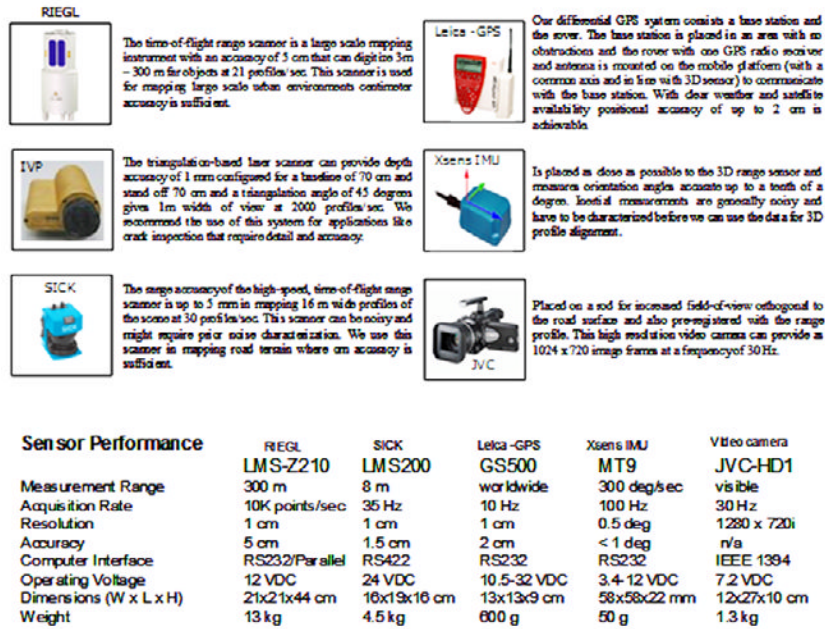 RIEGL
The time-of-flight range scanner is a large scale mapping
instrument with an accuracy of 5 cm that can digitize 3m
– 300 m far objects at 21 profiles/sec. This scanner is used
for mapping large scale urban environments centimeter
accuracy is sufficient.
IVP
The triangulation-based laser scanner can provide depth
accuracy of 1 mm configured for a baseline of 70 cm and
stand off 70 cm and a triangulation angle of 45 degrees
gives 1m width of view at 2000 profiles/sec. We
recommend the use of this system for applications like
crack inspection that require detail and accuracy.
SICK
SICK
The range accuracy of the high-speed, time-of-flight range
scanner is up to 5 mm in mapping 16 m wide profiles of
the scene at 30 profiles/sec. This scanner can be noisy and
might require prior noise characterization. We use this
scanner in mapping road terrain where cm accuracy is
sufficient.
Leica -GPS
Our differential GPS system consists a base station and
the rover. The base station is placed in an area with no
obstructions and the rover with one GPS radio receiver
and antenna is mounted on the mobile platform (with a
common axis and in line with 3D sensor) to communicate
with the base station. With clear weather and satellite
availability positional accuracy of up to 2 cm is
achievable.
Xsens IMU
Is placed as close as possible to the 3D range sensor and
measures orientation angles accurate up to a tenth of a
degree. Inertial measurements are generally noisy and
have to be characterized before we can use the data for 3D
profile alignment.
JVC
Placed on a rod for increased field-of-view orthogonal to
the road surface and also pre-registered with the range
profile. This high resolution video camera can provide as
1024 x 720 image frames at a frequency of 30 Hz.
Sensor Performance RIEGL SICK Leica -GPS Xsens IMU Video camera
LMS-Z210 LMS200 GS500 MT9 JVC-HD1
Measurement Range 300 m 8 m worldwide 300 deg/sec visible
Acquisition Rate 10K points/sec 35 Hz 10 Hz 100 Hz 30 Hz
Resolution 1 cm 1 cm 1 cm 0.5 deg 1280 x 720i
Accuracy 5 cm 1.5 cm 2 cm < 1 deg n/a
Computer Interface RS232/Parallel RS422 RS232 RS232 IEEE 1394
Operating Voltage 12 VDC 24 VDC 10.5-32 VDC 3.4-12 VDC 7.2 VDC
Dimensions (W x L x H) 21x21x44 cm 16x19x16 cm 13x13x9 cm 58x58x22 mm 12x27x10 cm
Weight 13 kg 4.5 kg 600 g 50 g 1.3 kg